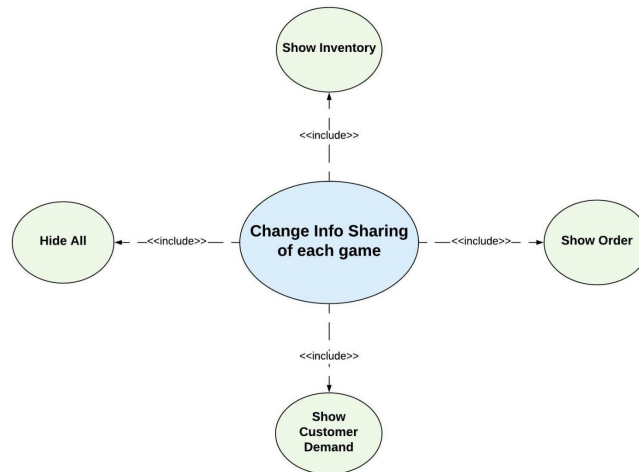 Show Inventory
<<include>>
Change Info Sharing
of each game
Hide All
<<include>>
<<include>>
Show Order
<<include>>
Show
Customer
Demand